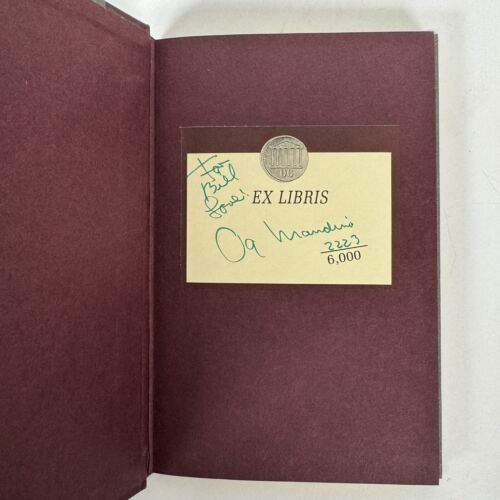 For
Bill
Love!
EX LIBRIS
Og Mandino
2223
6,000